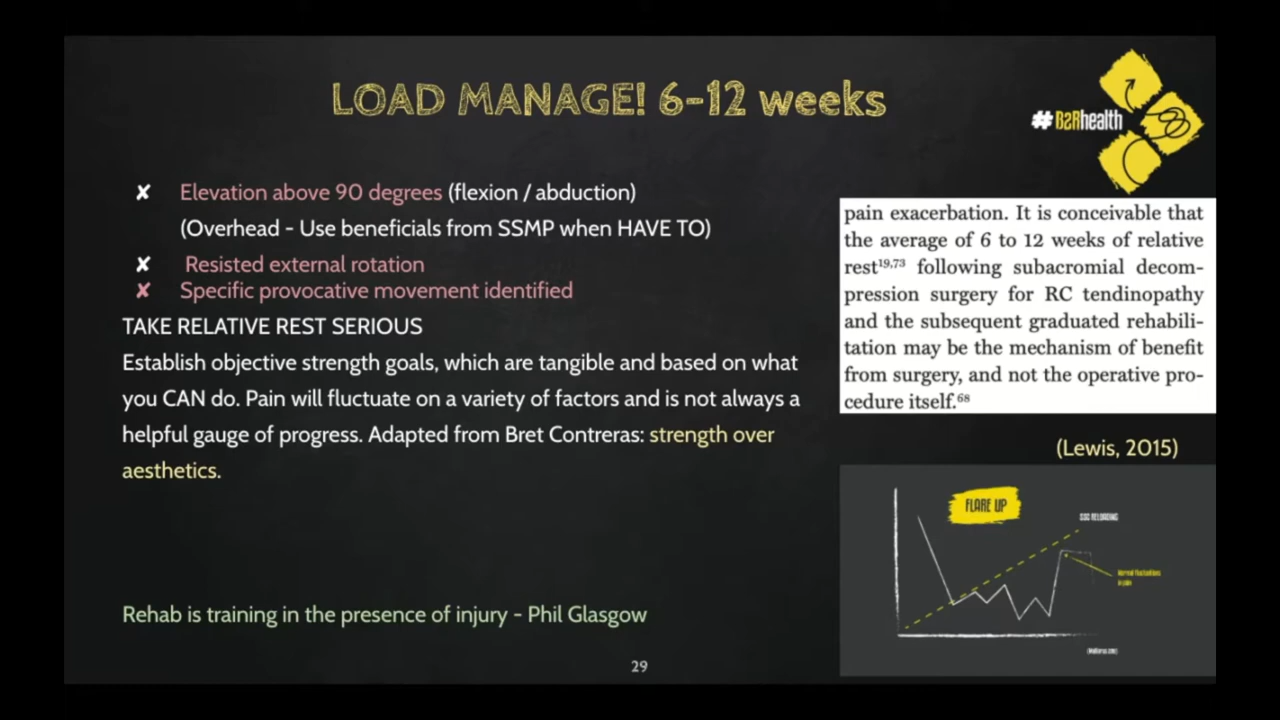 LOAD MANAGE! 6-12 weeks
#B2Rhealth
✘ Elevation above 90 degrees (flexion / abduction)
(Overhead - Use beneficials from SSMP when HAVE TO)
✘ Resisted external rotation
✘ Specific provocative movement identified
TAKE RELATIVE REST SERIOUS
Establish objective strength goals, which are tangible and based on what
you CAN do. Pain will fluctuate on a variety of factors and is not always a
helpful gauge of progress. Adapted from Bret Contreras: strength over
aesthetics.
Rehab is training in the presence of injury - Phil Glasgow
pain exacerbation. It is conceivable that
the average of 6 to 12 weeks of relative
rest19,73 following subacromial decom-
pression surgery for RC tendinopathy
and the subsequent graduated rehabili-
tation may be the mechanism of benefit
from surgery, and not the operative pro-
cedure itself.68
(Lewis, 2015)
FLARE UP
SSC RELOADING
Normal fluctuations
in pain
29